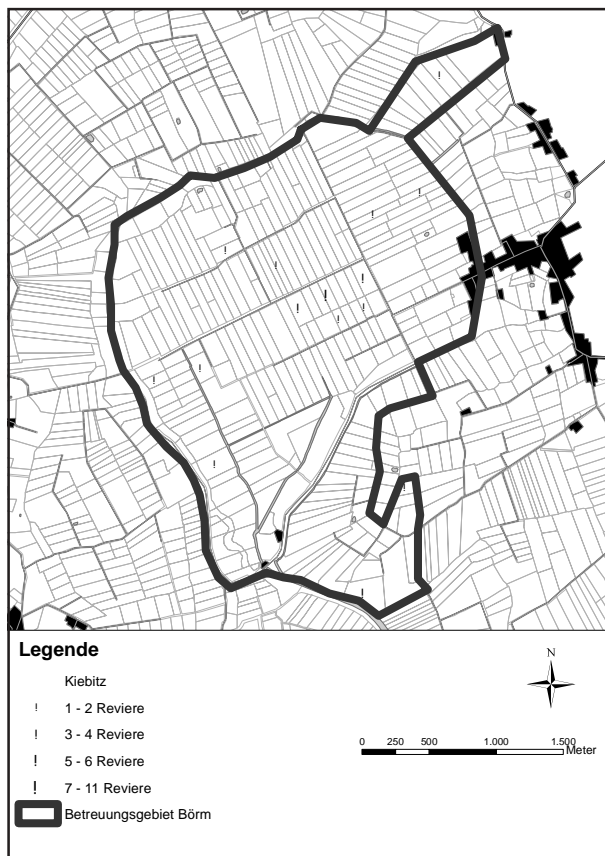 Legende
N
Kiebitz
! 1 - 2 Reviere
! 3 - 4 Reviere
! 5 - 6 Reviere
! 7 - 11 Reviere
Betreuungsgebiet Börm
0 250 500 1.000 1.500
Meter